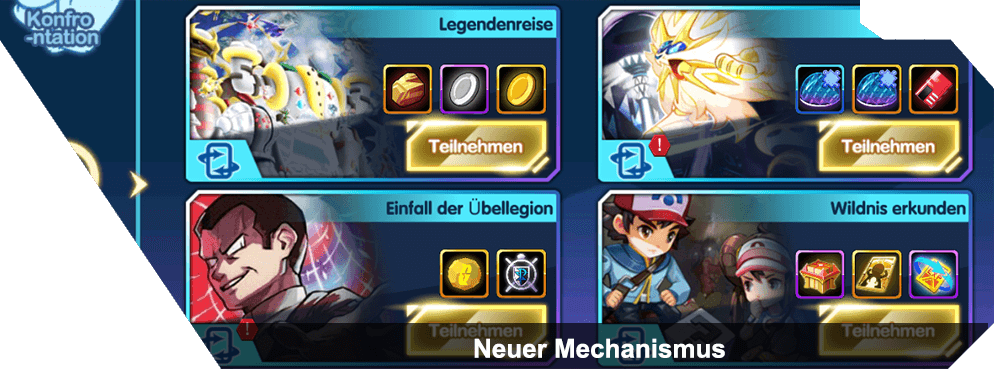 Konfro
-ntation
Legendenreise
Teilnehmen
Teilnehmen
Einfall der Übellegion
Wildnis erkunden
Teilnehmen
Teilnehmen
Neuer Mechanismus